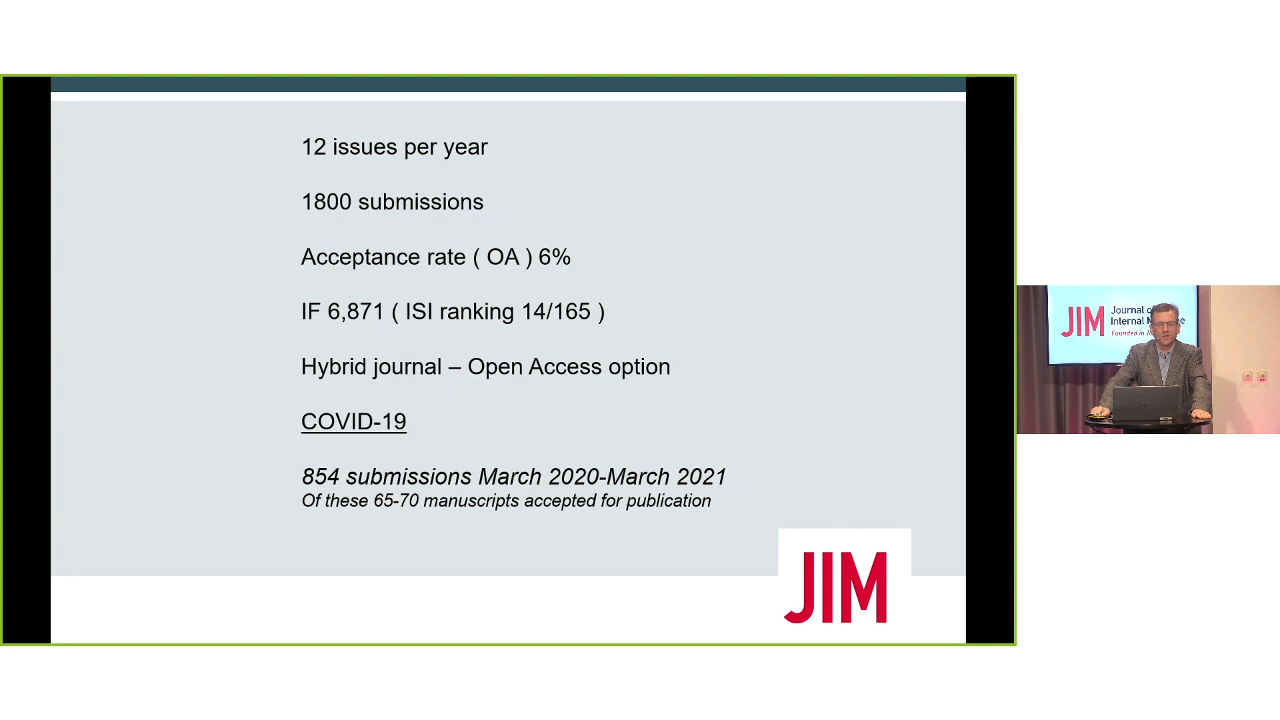 12 issues per year
1800 submissions
Acceptance rate ( OA ) 6%
IF 6,871 ( ISI ranking 14/165 )
Hybrid journal – Open Access option
COVID-19
854 submissions March 2020-March 2021
Of these 65-70 manuscripts accepted for publication
JIM
JIM
Journal of
Internal
Founded in